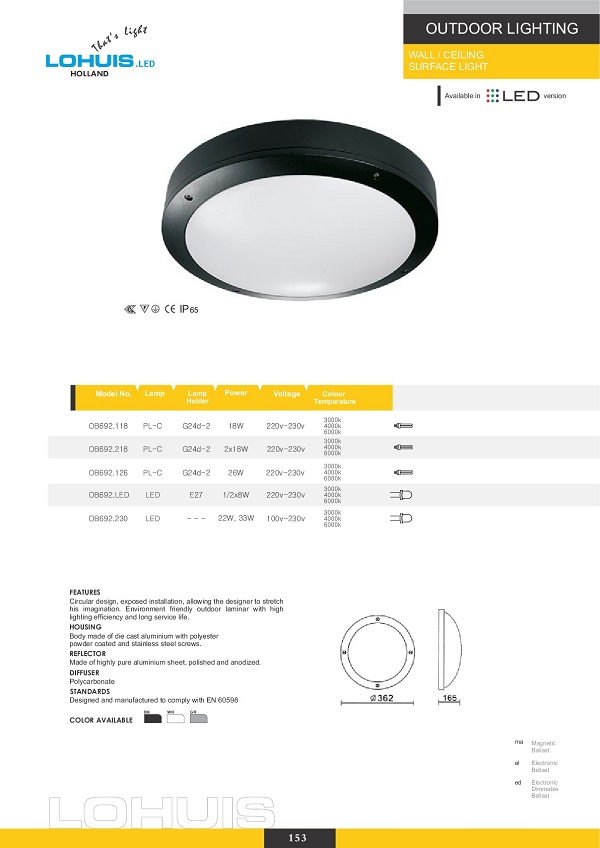 That's light
LOHUIS.LED
HOLLAND
OUTDOOR LIGHTING
WALL / CEILING
SURFACE LIGHT
Available in LED version
CE IP65
Model No. Lamp Lamp Holder Power Voltage Colour Temperature
OB692.118 PL-C G24d-2 18W 220v-230v 3000k 4000k 6000k
OB692.218 PL-C G24d-2 2x18W 220v-230v 3000k 4000k 6000k
OB692.126 PL-C G24d-2 26W 220v-230v 3000k 4000k 6000k
OB692.LED LED E27 1/2x8W 220v-230v 3000k 4000k 6000k
OB692.230 LED --- 22W, 33W 100v-230v 3000k 4000k 6000k
FEATURES
Circular design, exposed installation, allowing the designer to stretch
his imagination. Environment friendly outdoor laminar with high
lighting efficiency and long service life.
HOUSING
Body made of die cast aluminium with polyester
powder coated and stainless steel screws.
REFLECTOR
Made of highly pure aluminium sheet, polished and anodized.
DIFFUSER
Polycarbonate
STANDARDS
Designed and manufactured to comply with EN 60598
COLOR AVAILABLE BK WH GR
Ø362 165
ma Magnetic
Ballast
el Electronic
Ballast
ed Electronic
Dimmable
Ballast
LOHUIS
153